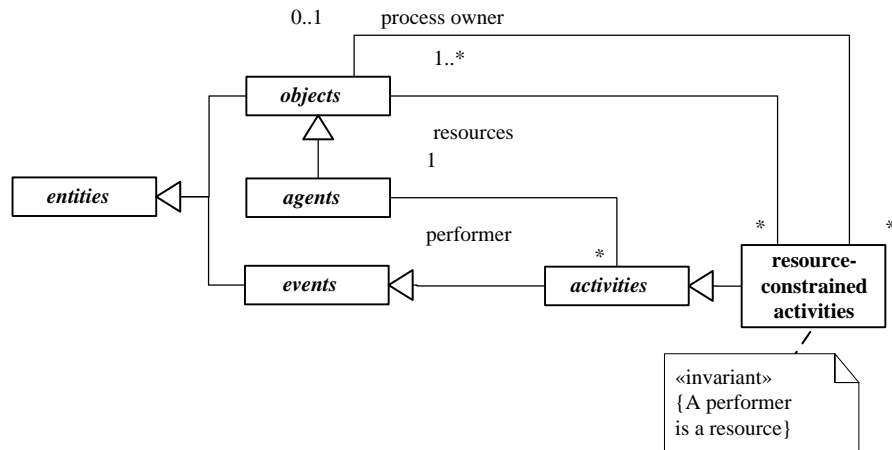 0..1 process owner
1..*
objects
resources
1
entities
agents
performer
*
*
*
events
activities
resource-
constrained
activities
«invariant»
{A performer
is a resource}